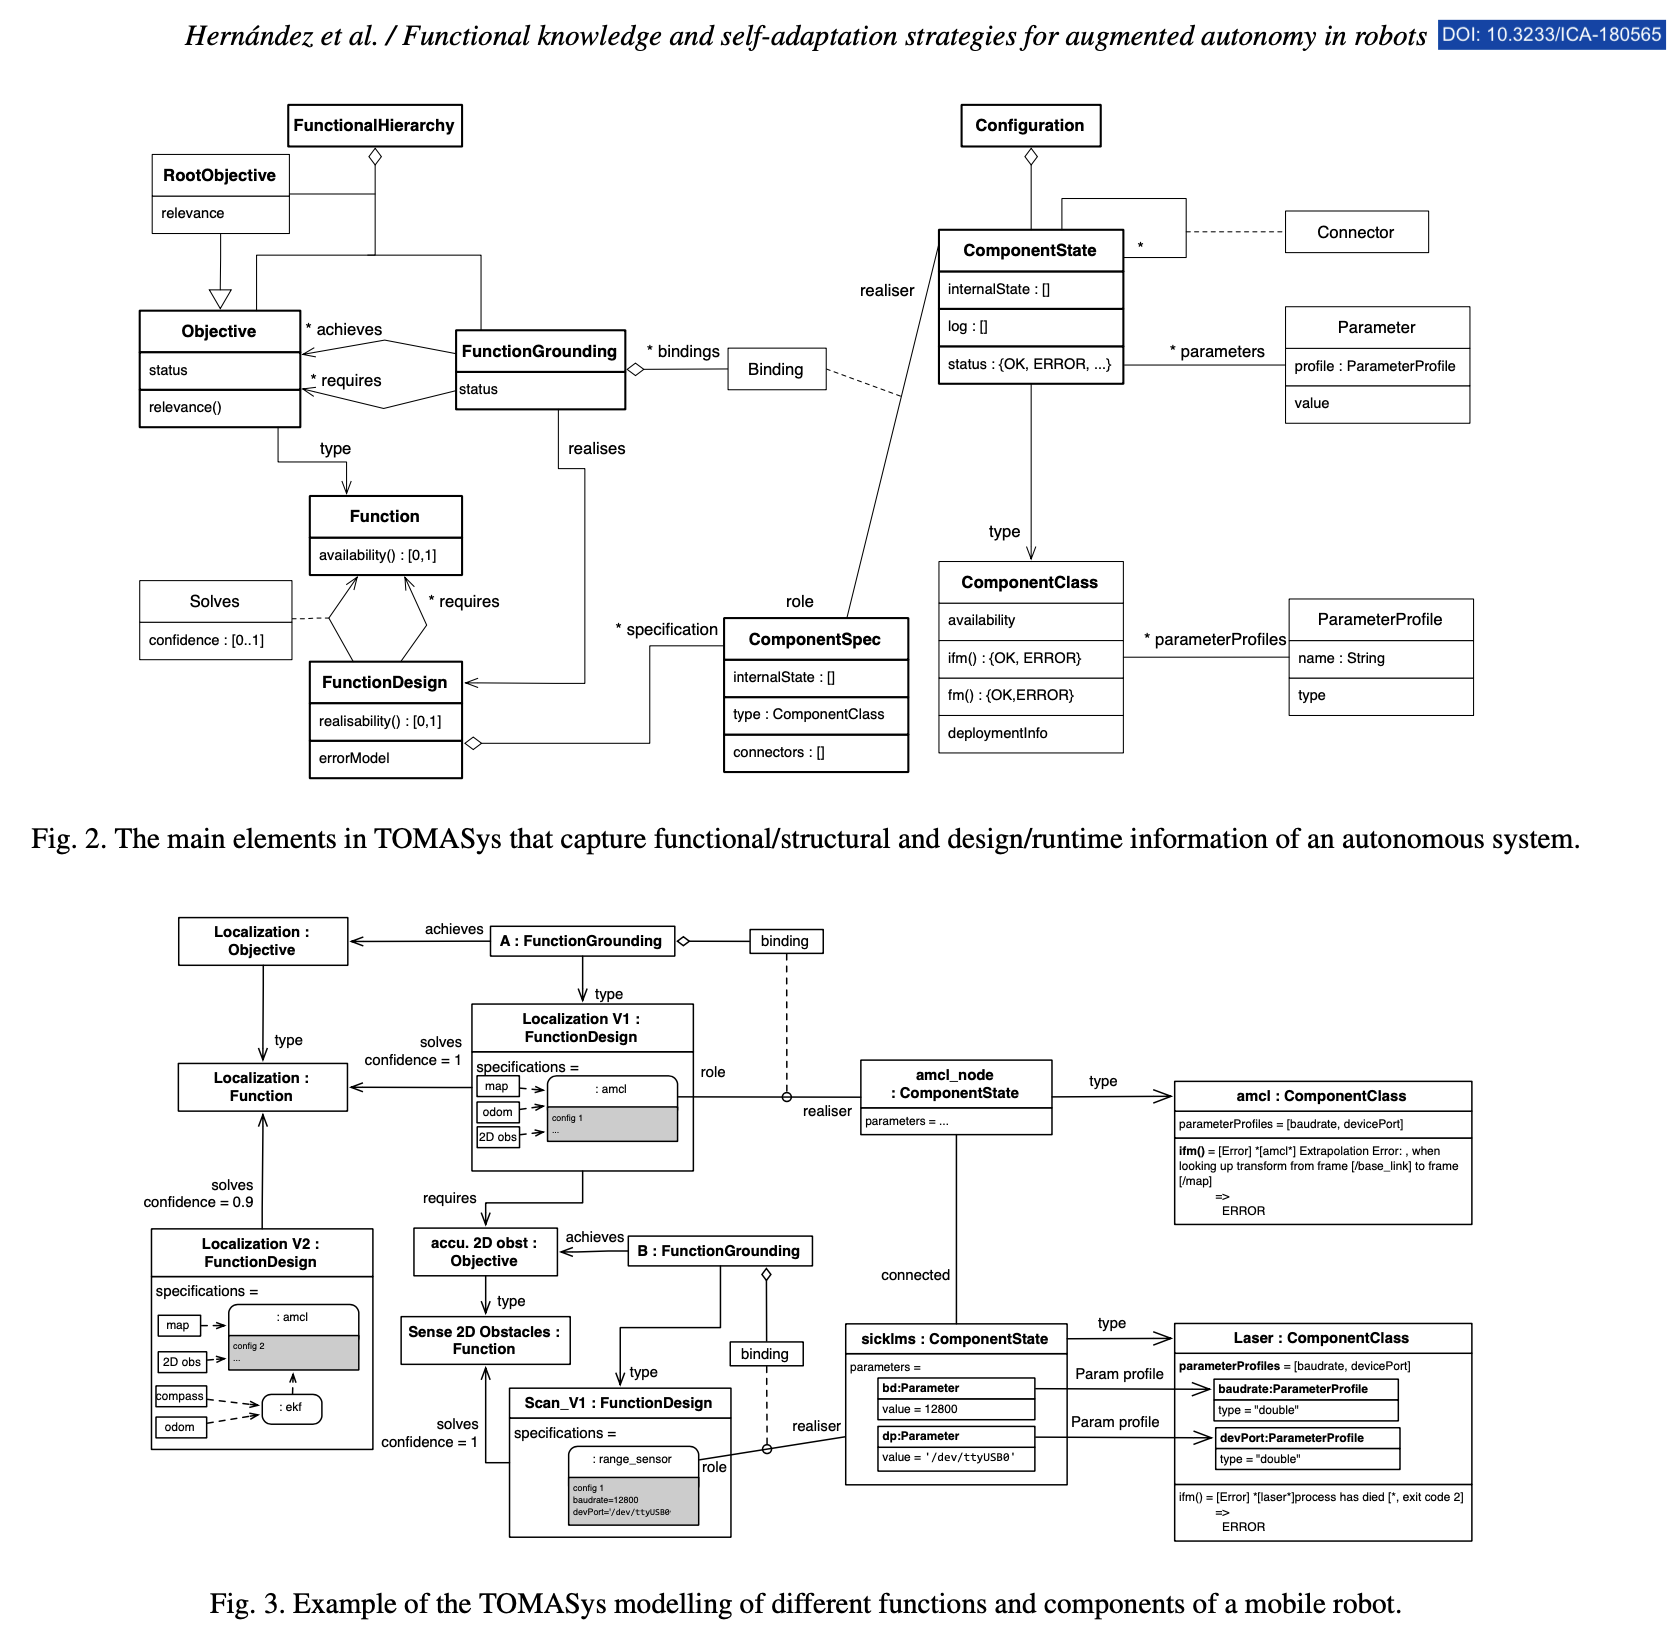 Hernández et al. / Functional knowledge and self-adaptation strategies for augmented autonomy in robots
DOI: 10.3233/ICA-180565
FunctionalHierarchy
RootObjective
relevance
Objective
status
relevance()
* achieves
* requires
FunctionGrounding
status
* bindings
Binding
type
realises
Function
availability() : [0,1]
Solves
confidence : [0..1]
* requires
FunctionDesign
realisability() : [0,1]
errorModel
* specification
role
ComponentSpec
internalState : []
type : ComponentClass
connectors : []
realiser
Configuration
ComponentState
internalState : []
log : []
status : {OK, ERROR, ...}
*
Connector
* parameters
Parameter
profile : ParameterProfile
value
type
ComponentClass
availability
ifm() : {OK, ERROR}
fm() : {OK,ERROR}
deploymentInfo
* parameterProfiles
ParameterProfile
name : String
type
Fig. 2. The main elements in TOMASys that capture functional/structural and design/runtime information of an autonomous system.
Localization :
Objective
achieves
A : FunctionGrounding
binding
type
type
Localization V1 :
FunctionDesign
specifications =
map
odom
2D obs
: amcl
config 1
...
solves
confidence = 1
Localization :
Function
role
realiser
amcl_node
: ComponentState
parameters = ...
type
amcl : ComponentClass
parameterProfiles = [baudrate, devicePort]
ifm() = [Error] *[amcl*] Extrapolation Error: , when
looking up transform from frame [/base_link] to frame
[/map]
=>
ERROR
solves
confidence = 0.9
Localization V2 :
FunctionDesign
specifications =
map
2D obs
compass
odom
: amcl
config 2
...
: ekf
requires
accu. 2D obst :
Objective
achieves
B : FunctionGrounding
type
Sense 2D Obstacles :
Function
binding
type
solves
confidence = 1
Scan_V1 : FunctionDesign
specifications =
: range_sensor
config 1
baudrate=12800
devPort='/dev/ttyUSB0'
role
realiser
connected
sicklms : ComponentState
parameters =
bd:Parameter
value = 12800
dp:Parameter
value = '/dev/ttyUSB0'
type
Param profile
Param profile
Laser : ComponentClass
parameterProfiles = [baudrate, devicePort]
baudrate:ParameterProfile
type = "double"
devPort:ParameterProfile
type = "double"
ifm() = [Error] *[laser*]process has died [*, exit code 2]
=>
ERROR
Fig. 3. Example of the TOMASys modelling of different functions and components of a mobile robot.